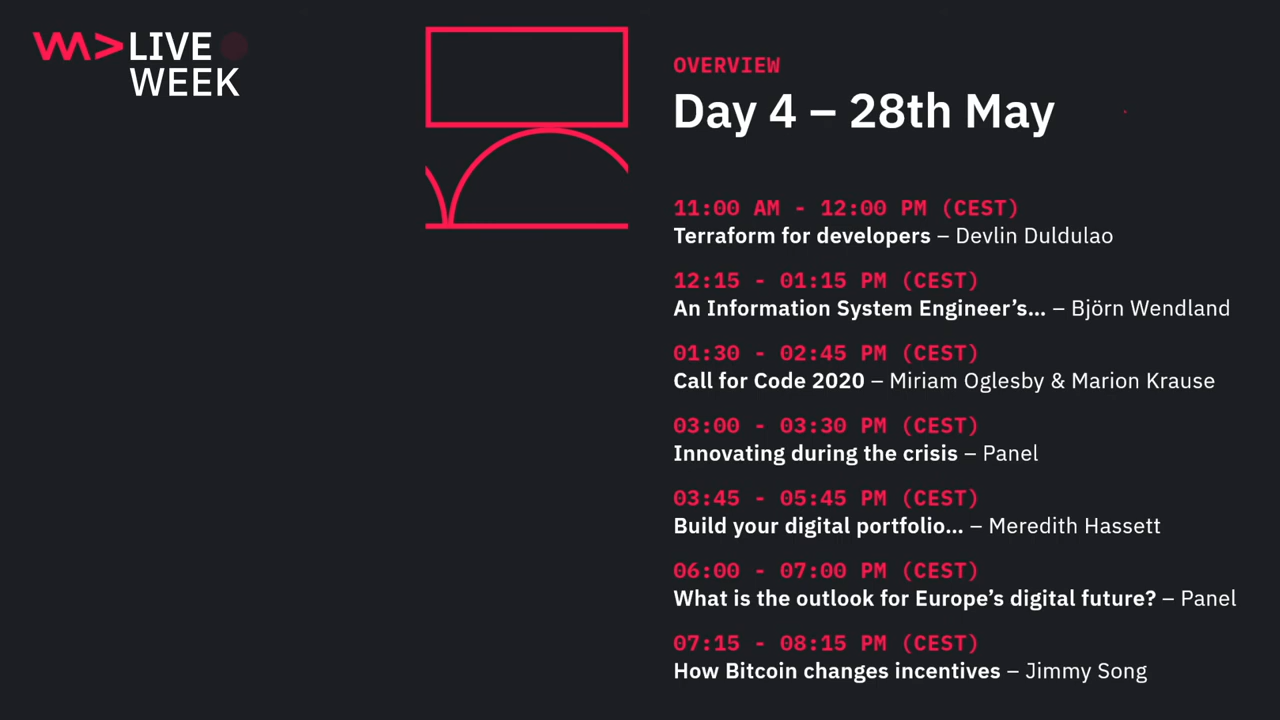 WA>LIVE
WEEK
OVERVIEW
Day 4 – 28th May
11:00 AM - 12:00 PM (CEST)
Terraform for developers – Devlin Duldulao
12:15 - 01:15 PM (CEST)
An Information System Engineer’s... – Björn Wendland
01:30 - 02:45 PM (CEST)
Call for Code 2020 – Miriam Oglesby & Marion Krause
03:00 - 03:30 PM (CEST)
Innovating during the crisis – Panel
03:45 - 05:45 PM (CEST)
Build your digital portfolio... – Meredith Hassett
06:00 - 07:00 PM (CEST)
What is the outlook for Europe’s digital future? – Panel
07:15 - 08:15 PM (CEST)
How Bitcoin changes incentives – Jimmy Song